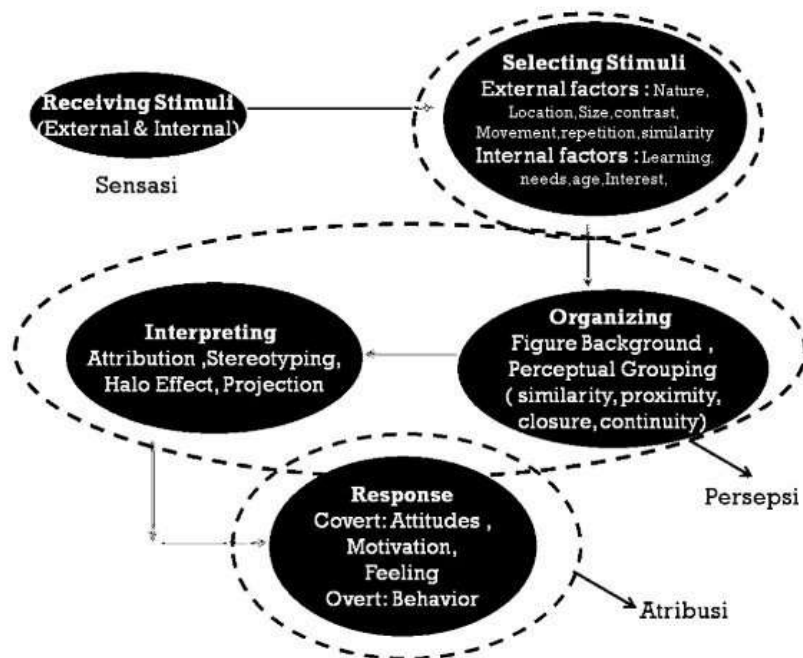 Receiving Stimuli
(External & Internal)
Sensasi
Selecting Stimuli
External factors : Nature,
Location,Size,contrast,
Movement,repetition,similarity
Internal factors : Learning,
needs,age,Interest,
Organizing
Figure Background ,
Perceptual Grouping
( similarity, proximity,
closure,continuity)
Interpreting
Attribution ,Stereotyping,
Halo Effect, Projection
Persepsi
Response
Covert: Attitudes ,
Motivation,
Feeling
Overt: Behavior
Atribusi